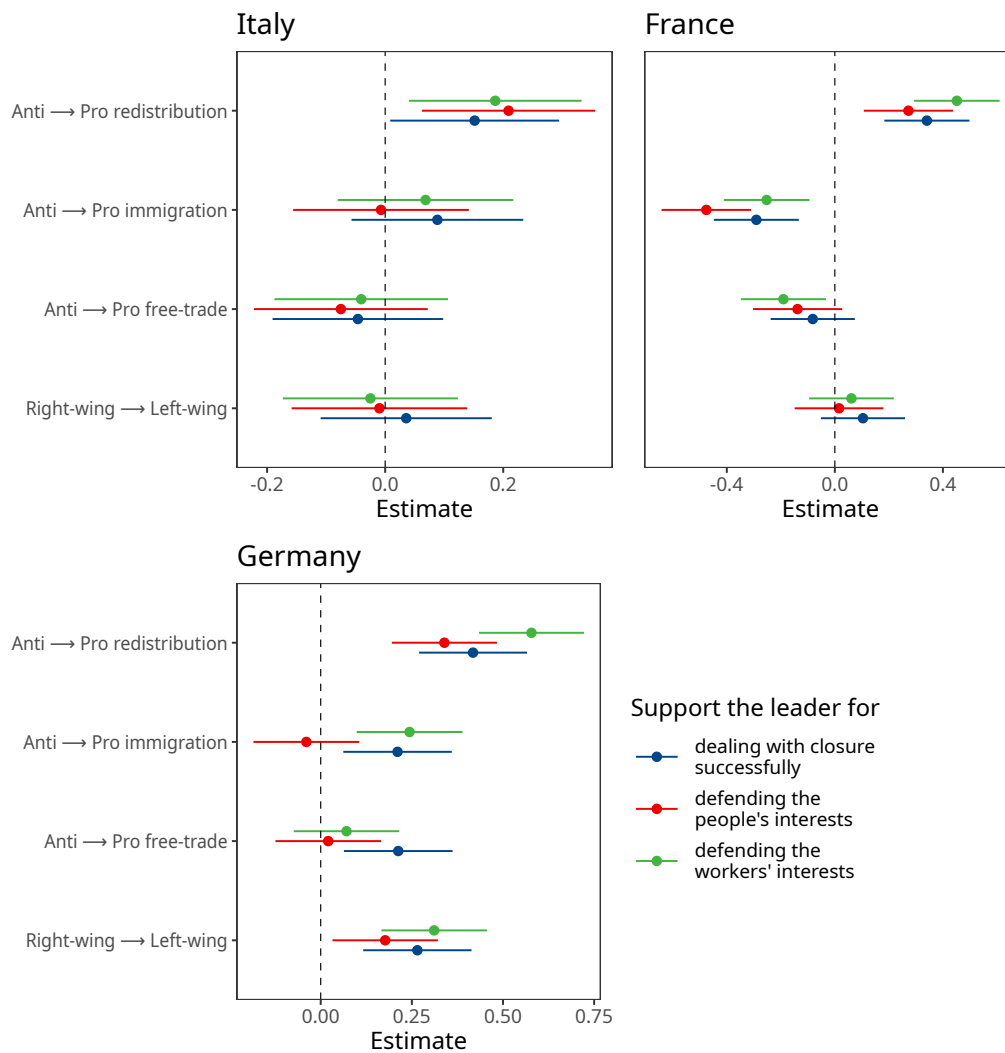 Italy
France
Anti ⟶ Pro redistribution
Anti ⟶ Pro immigration
Anti ⟶ Pro free-trade
Right-wing ⟶ Left-wing
-0.2
0.0
0.2
-0.4
0.0
0.4
Estimate
Estimate
Germany
Anti ⟶ Pro redistribution
Anti ⟶ Pro immigration
Anti ⟶ Pro free-trade
Right-wing ⟶ Left-wing
0.00
0.25
0.50
0.75
Estimate
Support the leader for
dealing with closure
successfully
defending the
people's interests
defending the
workers' interests